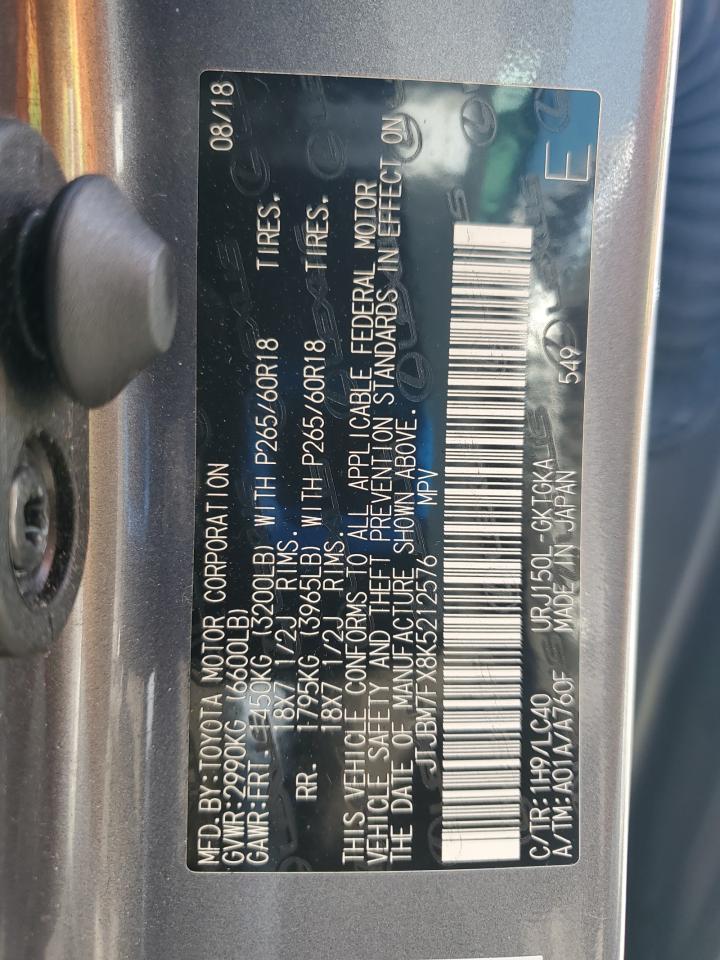 MFD. BY:TOYOTA MOTOR CORPORATION 08/18
GVWR:2990KG (6600LB)
GAWR:FRT 1450KG (3200LB) WITH P265/60R18 TIRES.
18X7 1/2J RIMS.
RR. 1795KG (3965LB) WITH P265/60R18 TIRES.
18X7 1/2J RIMS.
THIS VEHICLE CONFORMS TO ALL APPLICABLE FEDERAL MOTOR
VEHICLE SAFETY AND THEFT PREVENTION STANDARDS IN EFFECT ON
THE DATE OF MANUFACTURE SHOWN ABOVE.
JTJBM7FX8K5212576 MPV
C/TR:1H9/LC40 URJ150L-GKTGKA
A/TM:A01A/A760F MADE IN JAPAN 549 E
LEXUS